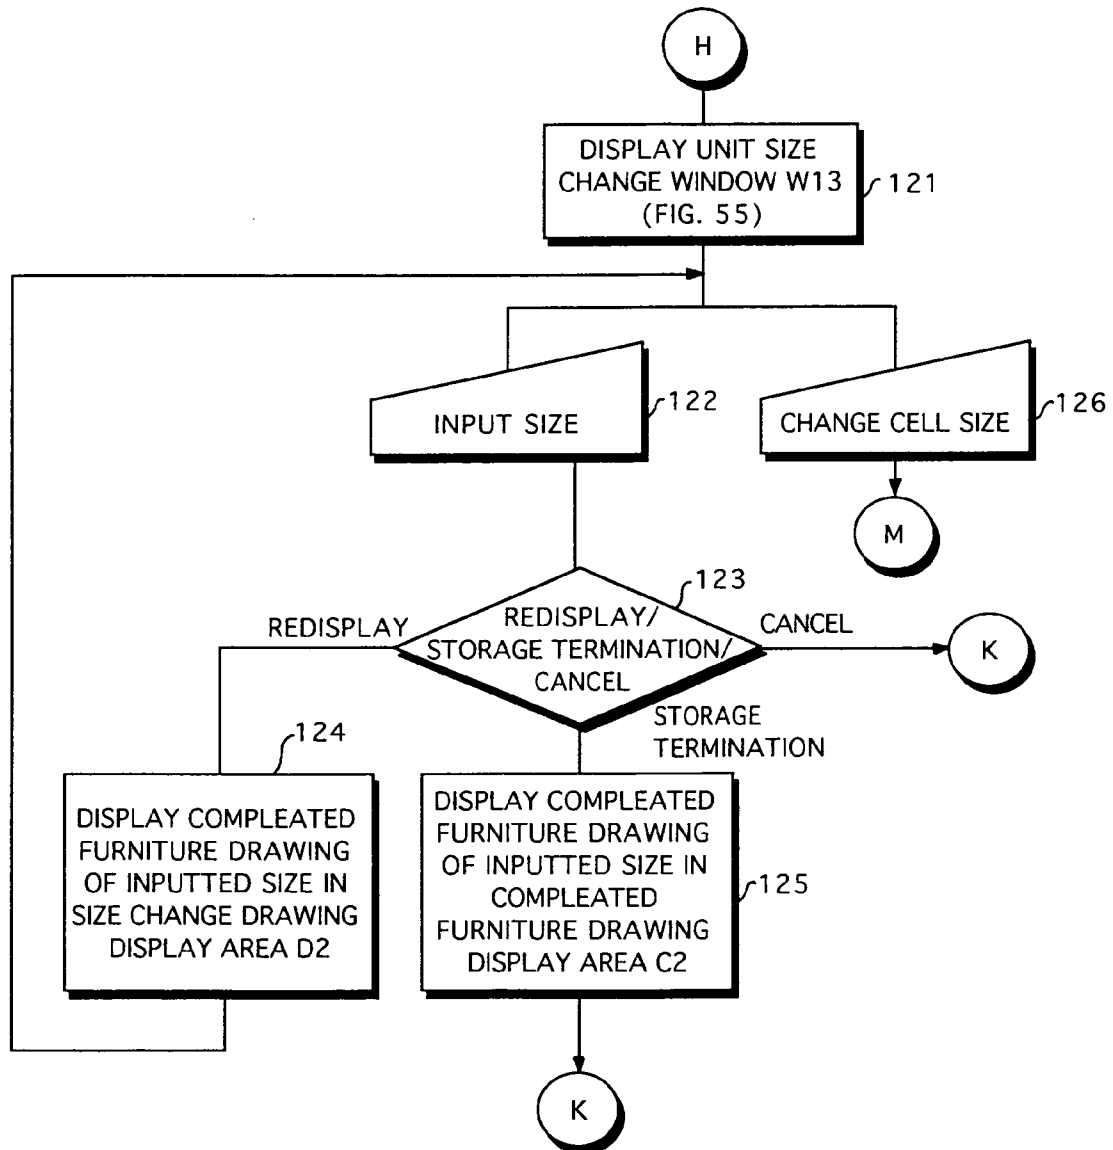 H
DISPLAY UNIT SIZE
CHANGE WINDOW W13
(FIG. 55)
121
INPUT SIZE
122
CHANGE CELL SIZE
126
M
123
REDISPLAY/
STORAGE TERMINATION/
CANCEL
REDISPLAY
CANCEL
K
STORAGE
TERMINATION
124
DISPLAY COMPLEATED
FURNITURE DRAWING
OF INPUTTED SIZE IN
SIZE CHANGE DRAWING
DISPLAY AREA D2
DISPLAY COMPLEATED
FURNITURE DRAWING
OF INPUTTED SIZE IN
COMPLEATED
FURNITURE DRAWING
DISPLAY AREA C2
125
K